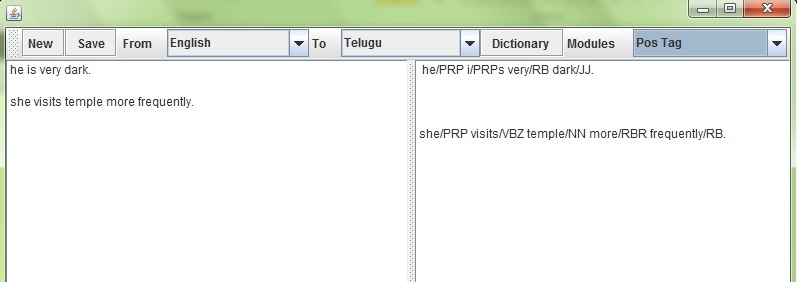 New Save From English To Telugu Dictionary Modules Pos Tag
he is very dark.
she visits temple more frequently.
he/PRP i/PRPs very/RB dark/JJ.
she/PRP visits/VBZ temple/NN more/RBR frequently/RB.